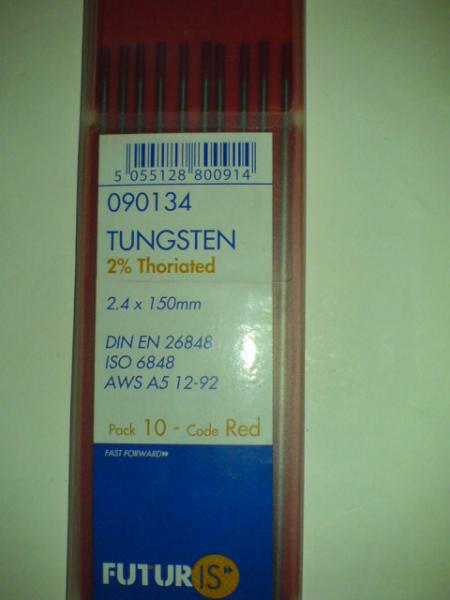 5 055128 800914
090134
TUNGSTEN
2% Thoriated
2,4 x 150mm
DIN EN 26848
ISO 6848
AWS A5 12-92
Pack 10 - Code Red
FAST FORWARD
FUTURIS